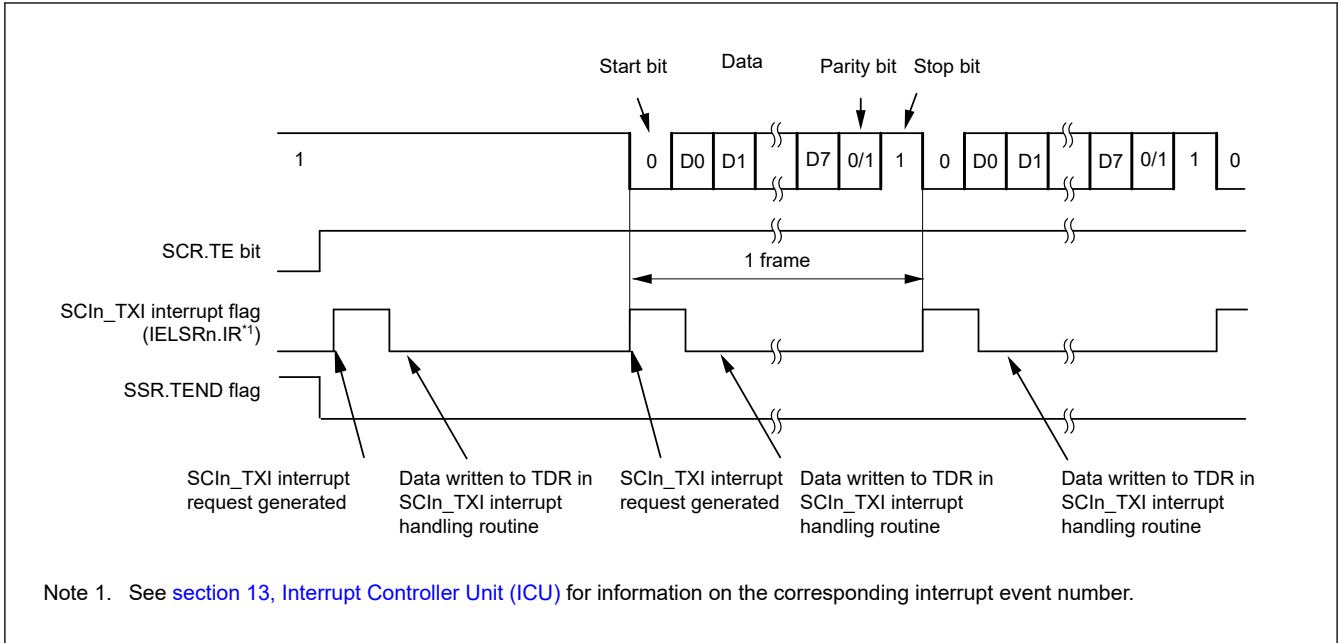 Start bit
Data
Parity bit
Stop bit
1
0
D0
D1
D7
0/1
1
0
D0
D1
D7
0/1
1
0
SCR.TE bit
1 frame
SCIn_TXI interrupt flag
(IELSRn.IR*1)
SSR.TEND flag
SCIn_TXI interrupt
request generated
Data written to TDR in
SCIn_TXI interrupt
handling routine
SCIn_TXI interrupt
request generated
Data written to TDR in
SCIn_TXI interrupt
handling routine
Data written to TDR in
SCIn_TXI interrupt
handling routine
Note 1. See section 13, Interrupt Controller Unit (ICU) for information on the corresponding interrupt event number.